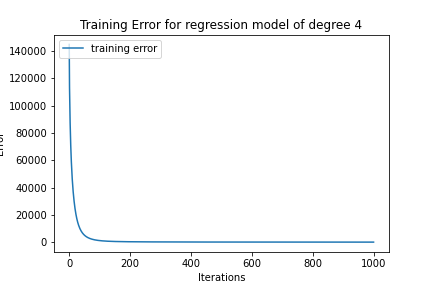 Training Error for regression model of degree 4
training error
140000
120000
100000
80000
60000
40000
20000
0
0 200 400 600 800 1000
Iterations